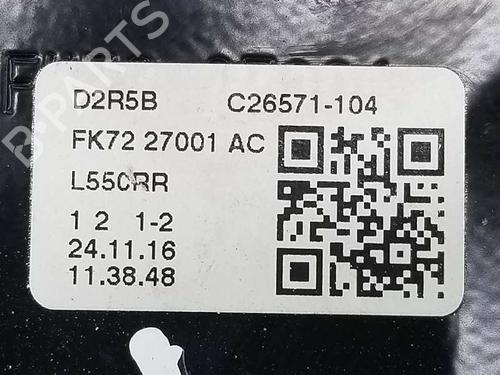 D2R5B C26571-104
FK72 27001 AC
L550RR
1 2 1-2
24.11.16
11.38.48
B-PARTS